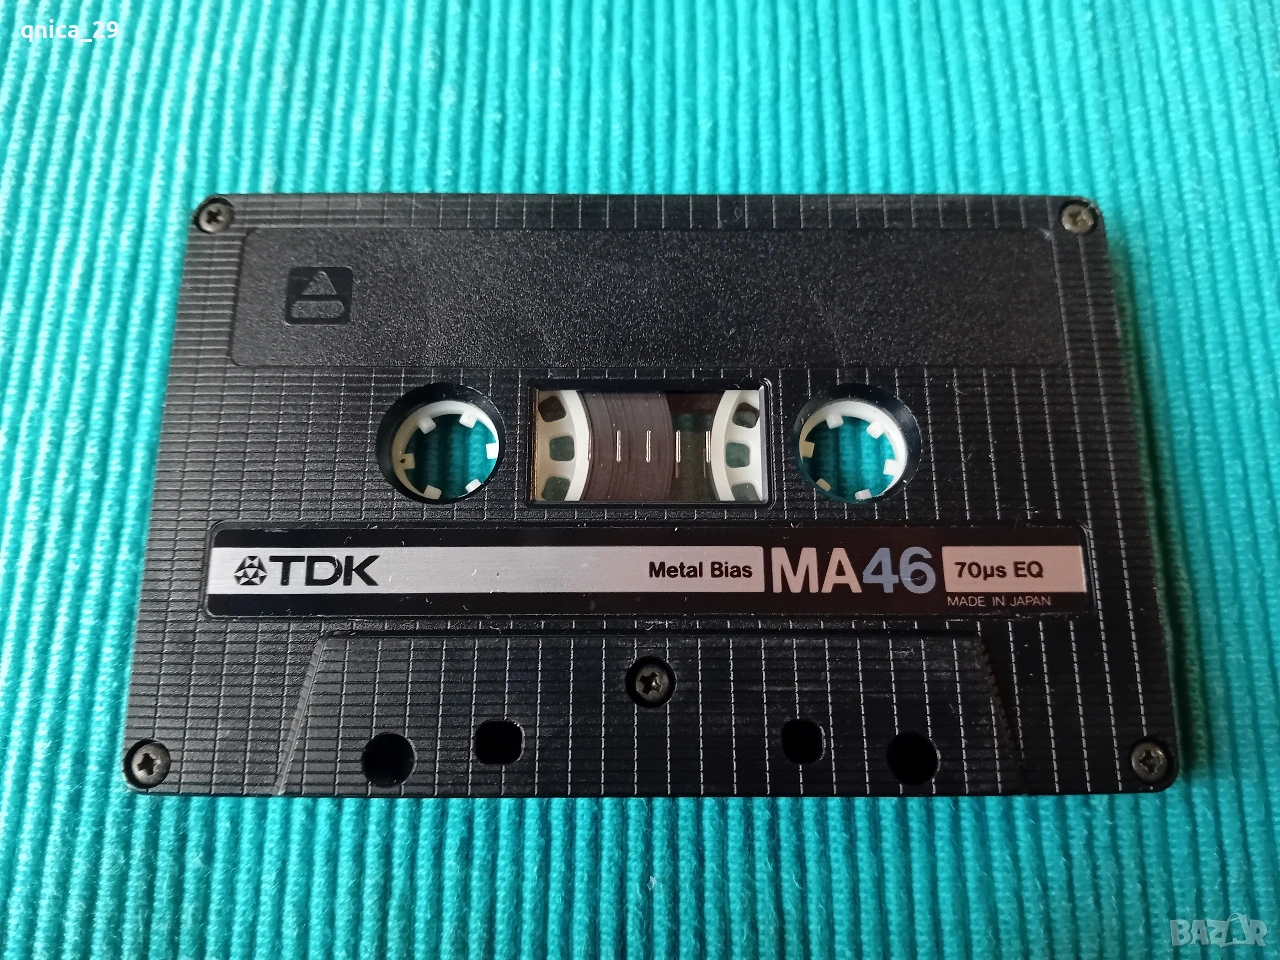 qnica_29
TDK Metal Bias MA46 70µs EQ
MADE IN JAPAN
BAZAR